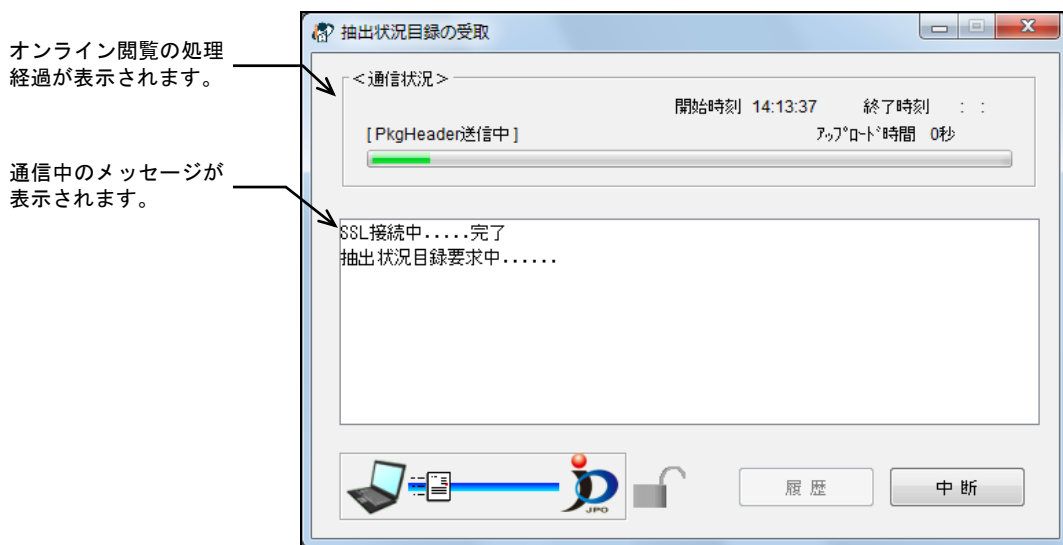 抽出状況目録の受取
オンライン閲覧の処理
経過が表示されます。
<通信状況>
開始時刻 14:13:37 終了時刻 : :
[PkgHeader送信中]
ｱｯﾌﾟﾛｰﾄﾞ時間 0秒
通信中のメッセージが
表示されます。
SSL接続中.....完了
抽出状況目録要求中......
JPO
履歴
中断